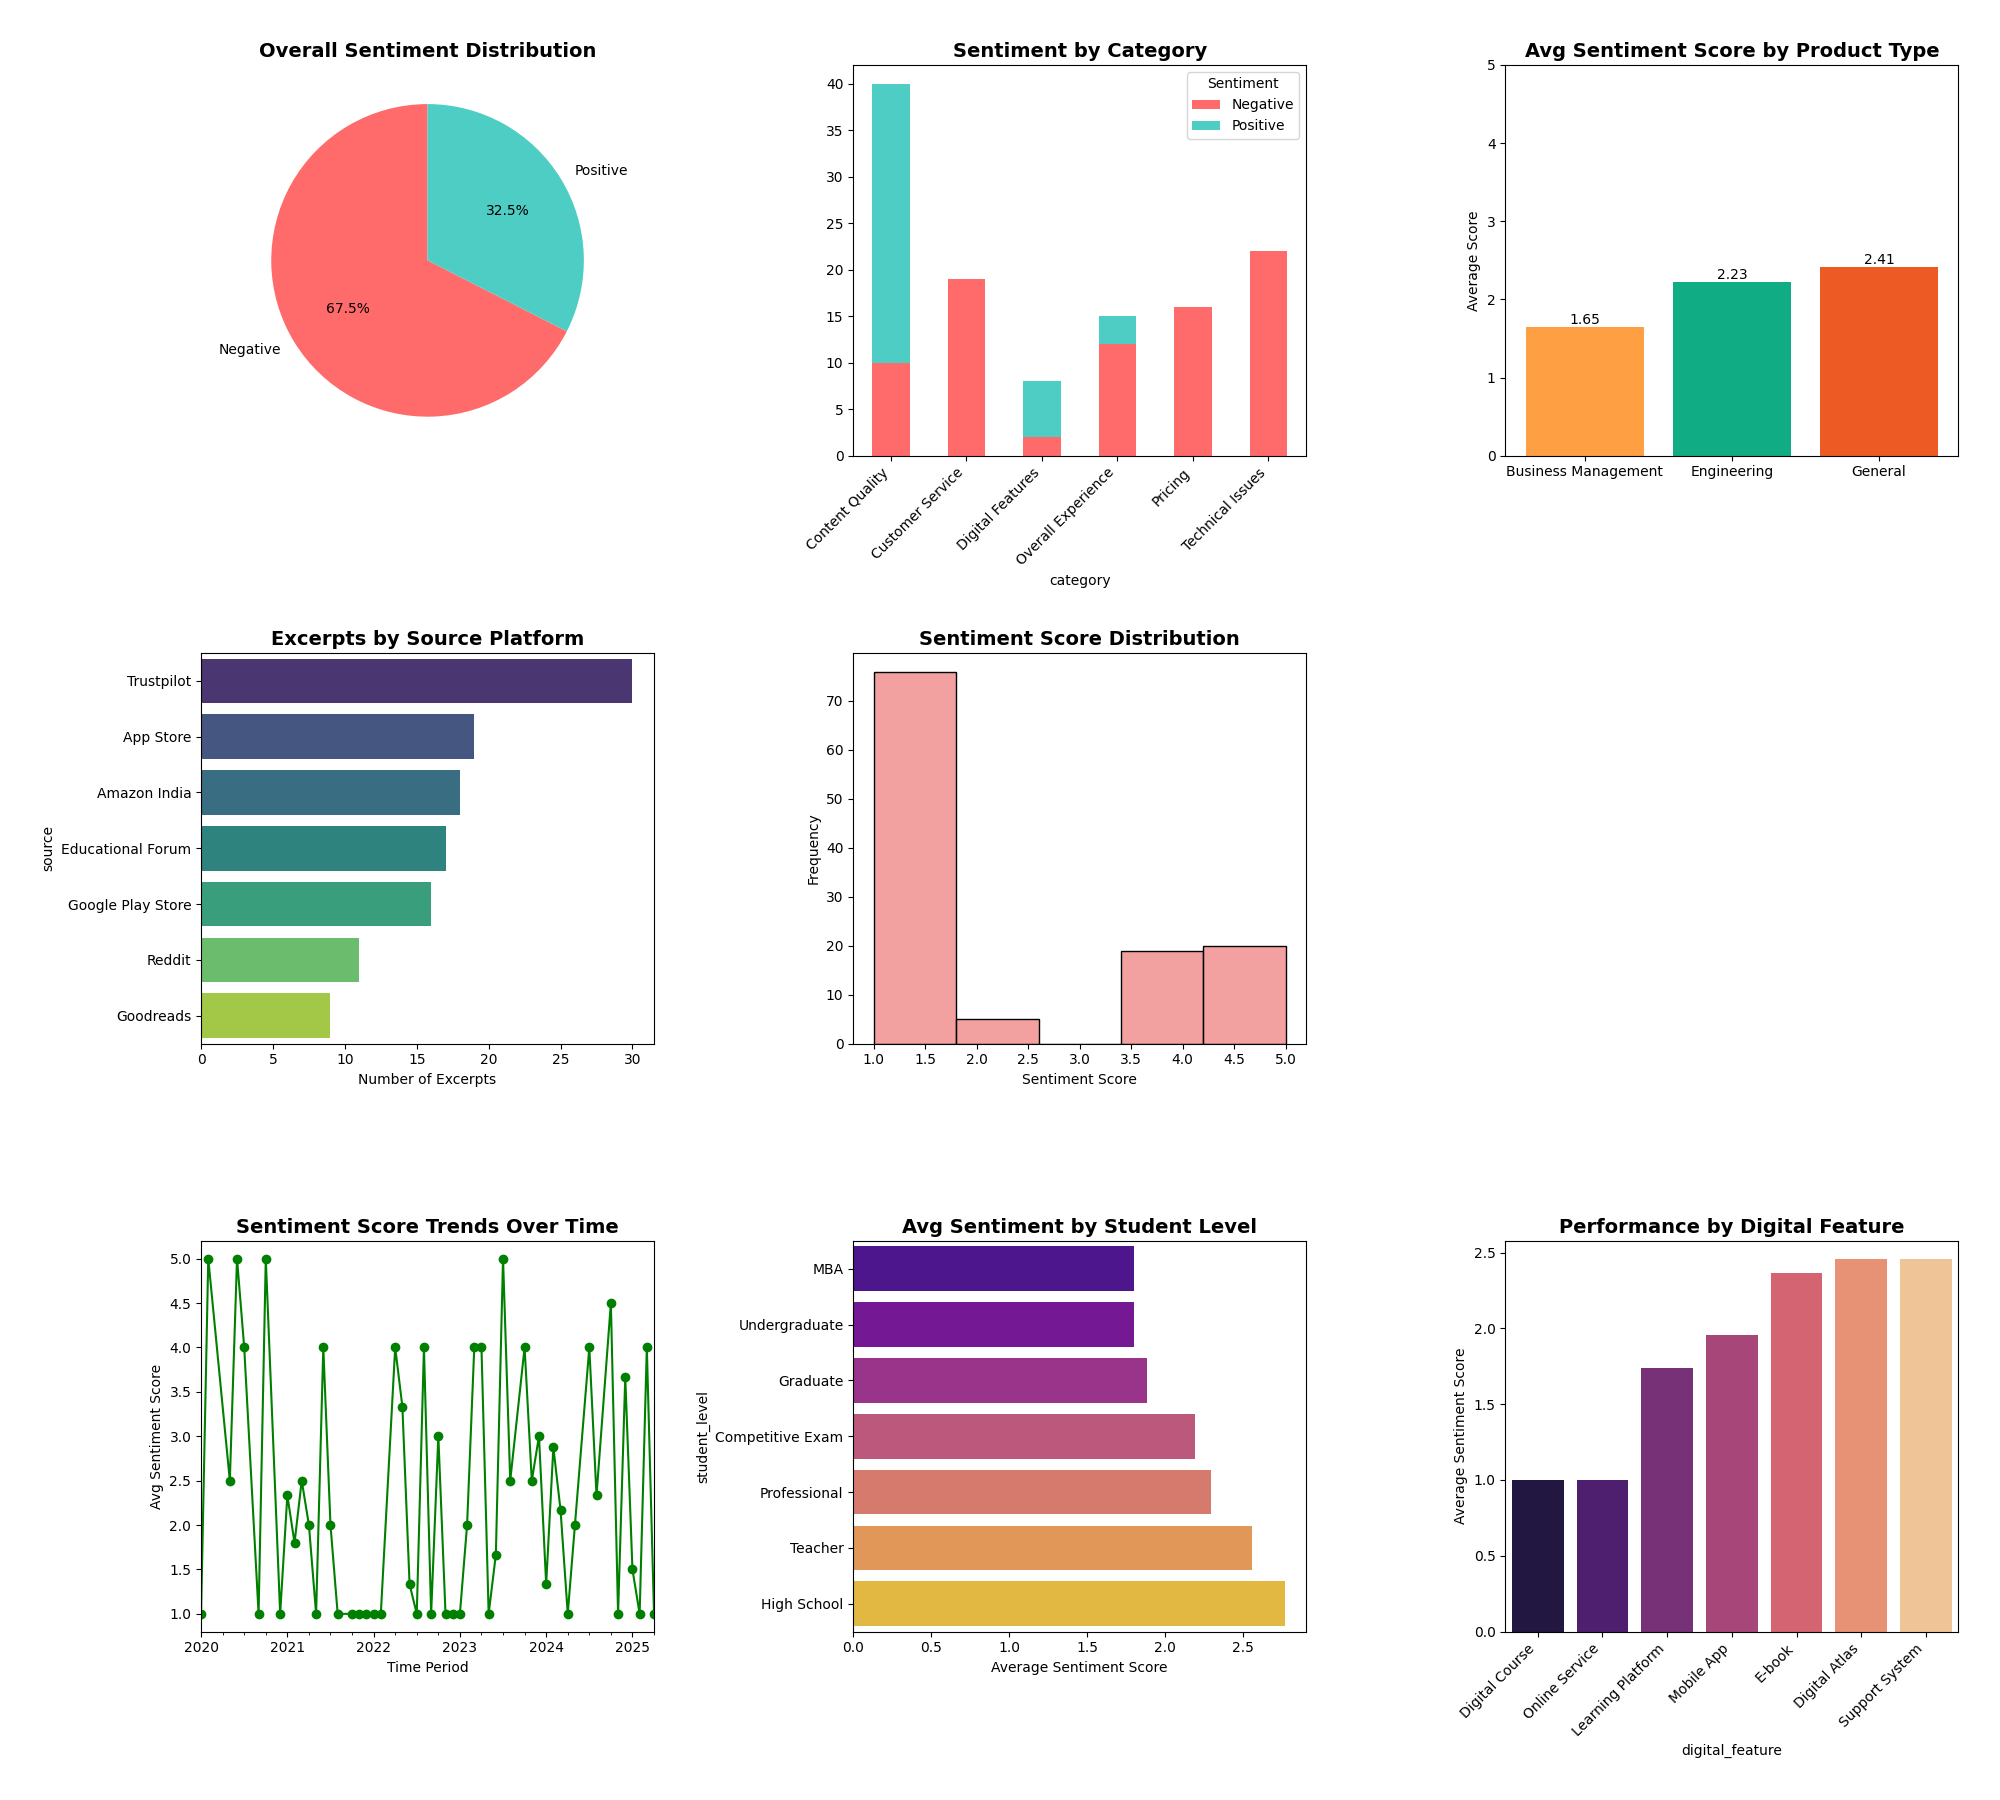 Overall Sentiment Distribution
Positive
32.5%
67.5%
Negative
Sentiment by Category
Sentiment
Negative
Positive
40
35
30
25
20
15
10
5
0
Content Quality
Customer Service
Digital Features
Overall Experience
Pricing
Technical Issues
category
Avg Sentiment Score by Product Type
Average Score
5
4
3
2
1
0
1.65
2.23
2.41
Business Management
Engineering
General
Excerpts by Source Platform
source
Trustpilot
App Store
Amazon India
Educational Forum
Google Play Store
Reddit
Goodreads
0 5 10 15 20 25 30
Number of Excerpts
Sentiment Score Distribution
Frequency
70
60
50
40
30
20
10
0
1.0 1.5 2.0 2.5 3.0 3.5 4.0 4.5 5.0
Sentiment Score
Sentiment Score Trends Over Time
Avg Sentiment Score
5.0
4.5
4.0
3.5
3.0
2.5
2.0
1.5
1.0
2020 2021 2022 2023 2024 2025
Time Period
Avg Sentiment by Student Level
student_level
MBA
Undergraduate
Graduate
Competitive Exam
Professional
Teacher
High School
0.0 0.5 1.0 1.5 2.0 2.5
Average Sentiment Score
Performance by Digital Feature
Average Sentiment Score
2.5
2.0
1.5
1.0
0.5
0.0
Digital Course
Online Service
Learning Platform
Mobile App
E-book
Digital Atlas
Support System
digital_feature